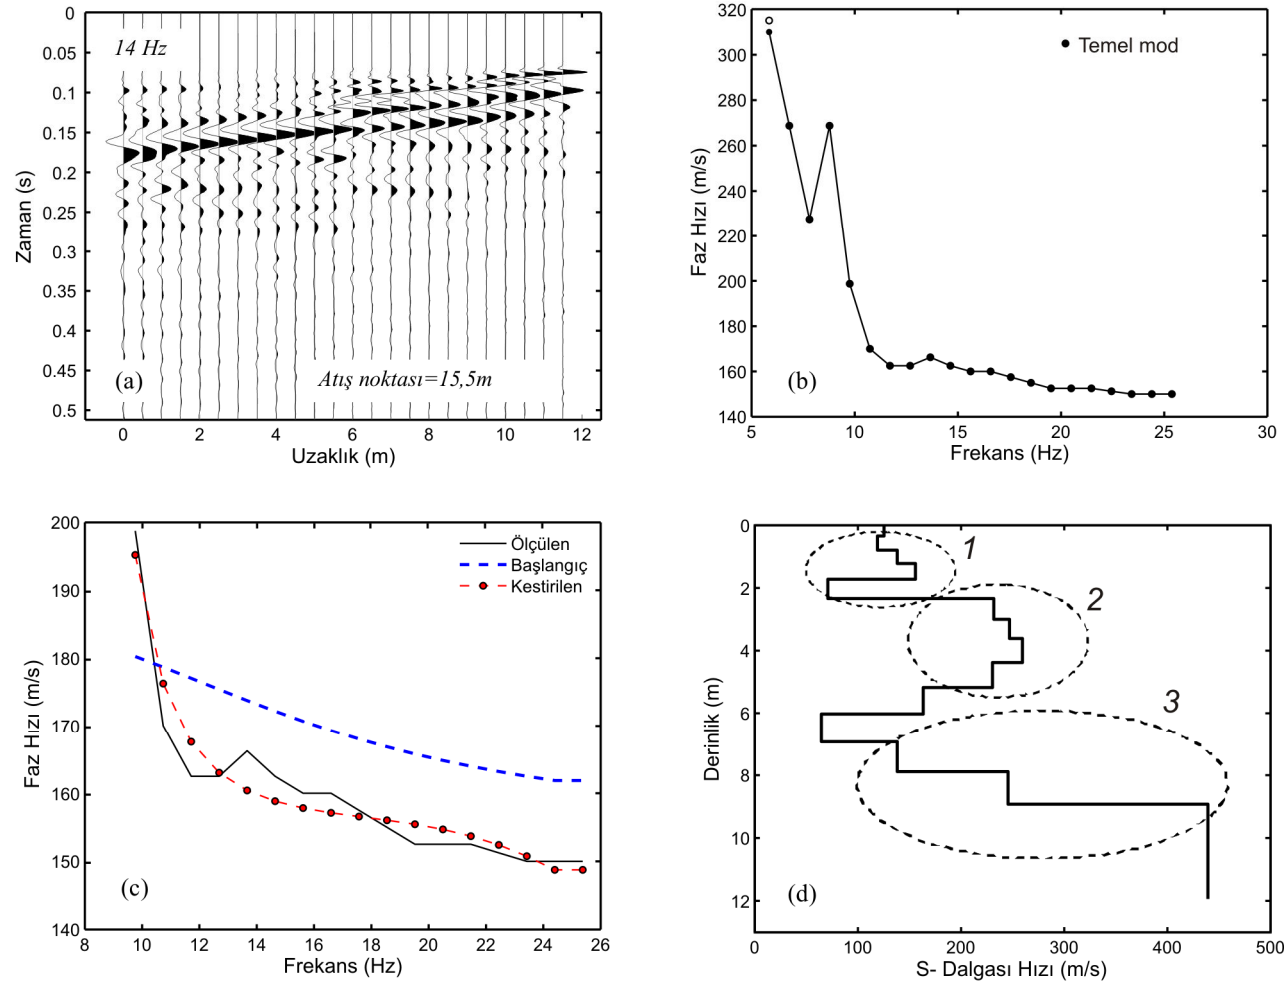 14 Hz
0
0.05
0.1
0.15
0.2
0.25
0.3
0.35
0.4
0.45
0.5
Zaman (s)
(a)
Atış noktası=15,5m
0 2 4 6 8 10 12
Uzaklık (m)
320
300
280
260
240
220
200
180
160
140
Faz Hızı (m/s)
Temel mod
(b)
5 10 15 20 25 30
Frekans (Hz)
200
190
180
170
160
150
140
Faz Hızı (m/s)
Ölçülen
Başlangıç
Kestirilen
(c)
8 10 12 14 16 18 20 22 24 26
Frekans (Hz)
0
2
4
6
8
10
12
Derinlik (m)
1
2
3
(d)
0 100 200 300 400 500
S- Dalgası Hızı (m/s)